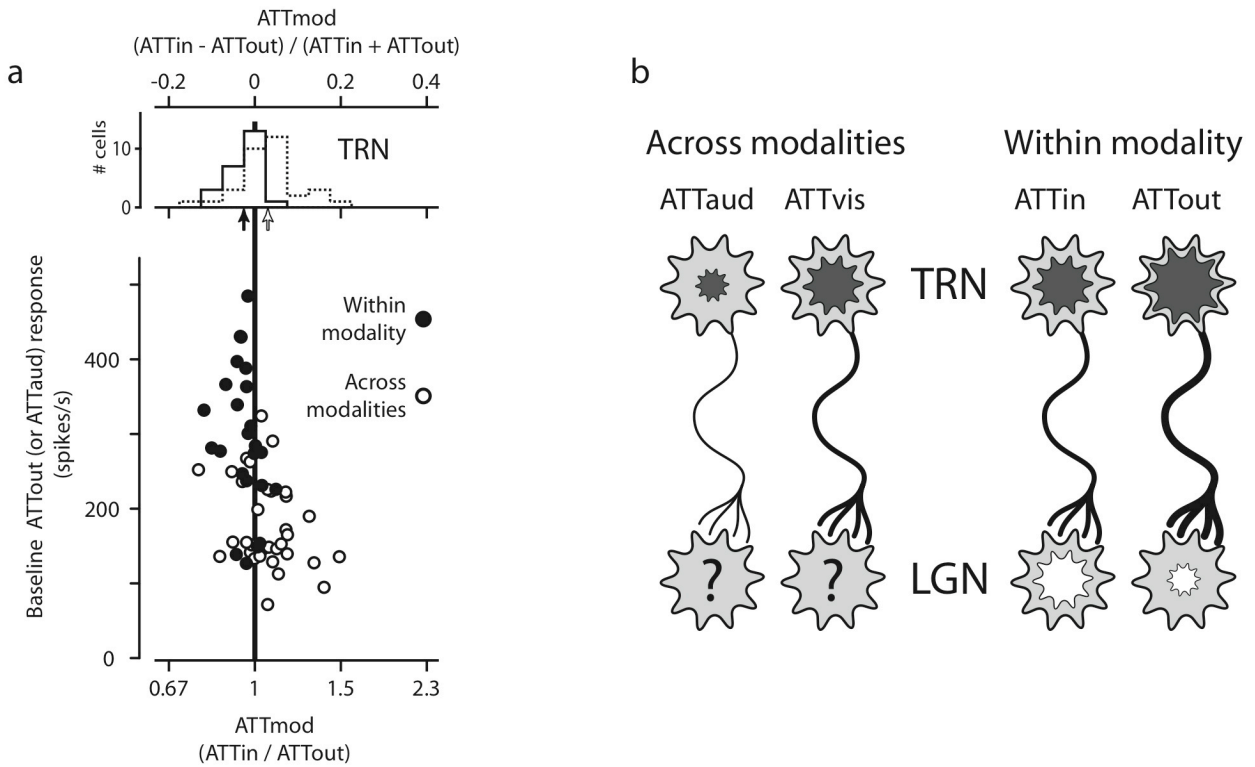 a
ATTmod
(ATTin - ATTout) / (ATTin + ATTout)
-0.2 0 0.2 0.4
# cells
10
0
TRN
Baseline ATTout (or ATTaud) response
(spikes/s)
400
200
0
Within
modality
Across
modalities
0.67 1 1.5 2.3
ATTmod
(ATTin / ATTout)
b
Across modalities Within modality
ATTaud ATTvis ATTin ATTout
TRN
? ? LGN